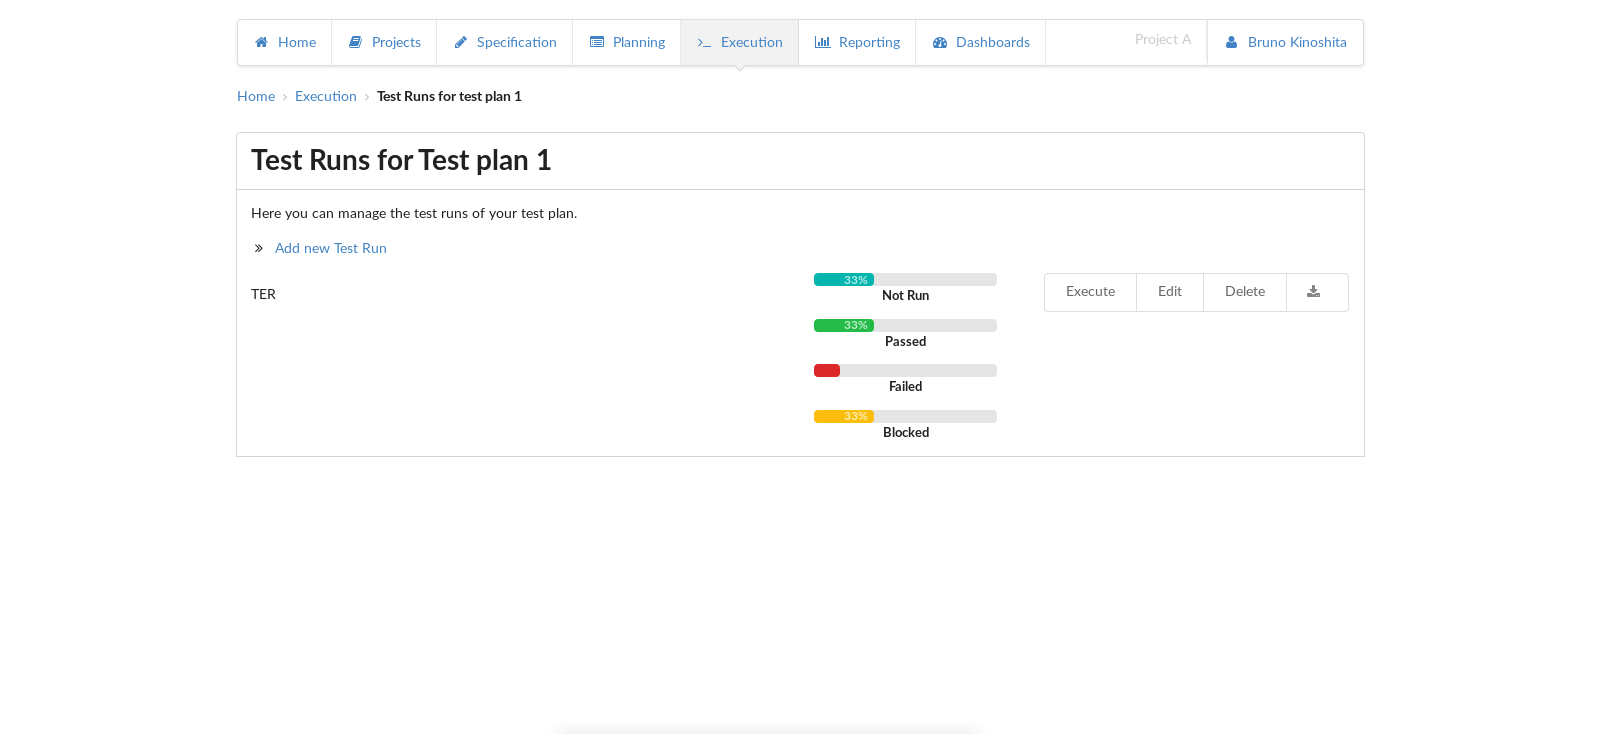 Home Projects Specification Planning Execution Reporting Dashboards Project A Bruno Kinoshita
Home Execution Test Runs for test plan 1
Test Runs for Test plan 1
Here you can manage the test runs of your test plan.
Add new Test Run
TER
33%
Not Run
33%
Passed
Failed
33%
Blocked
Execute Edit Delete